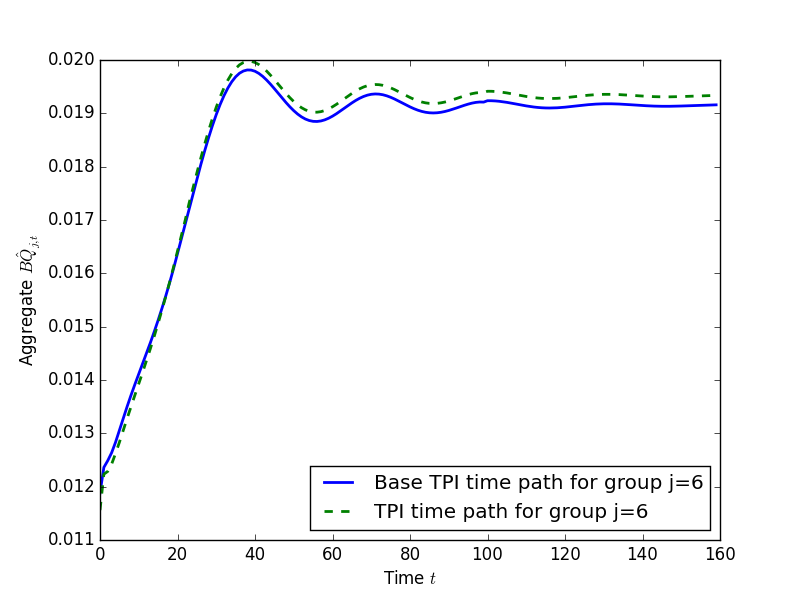 0.020
0.019
0.018
0.017
0.016
0.015
0.014
0.013
0.012
0.011
Aggregate $\hat{BQ}_{j,t}$
0 20 40 60 80 100 120 140 160
Time $t$
Base TPI time path for group j=6
TPI time path for group j=6